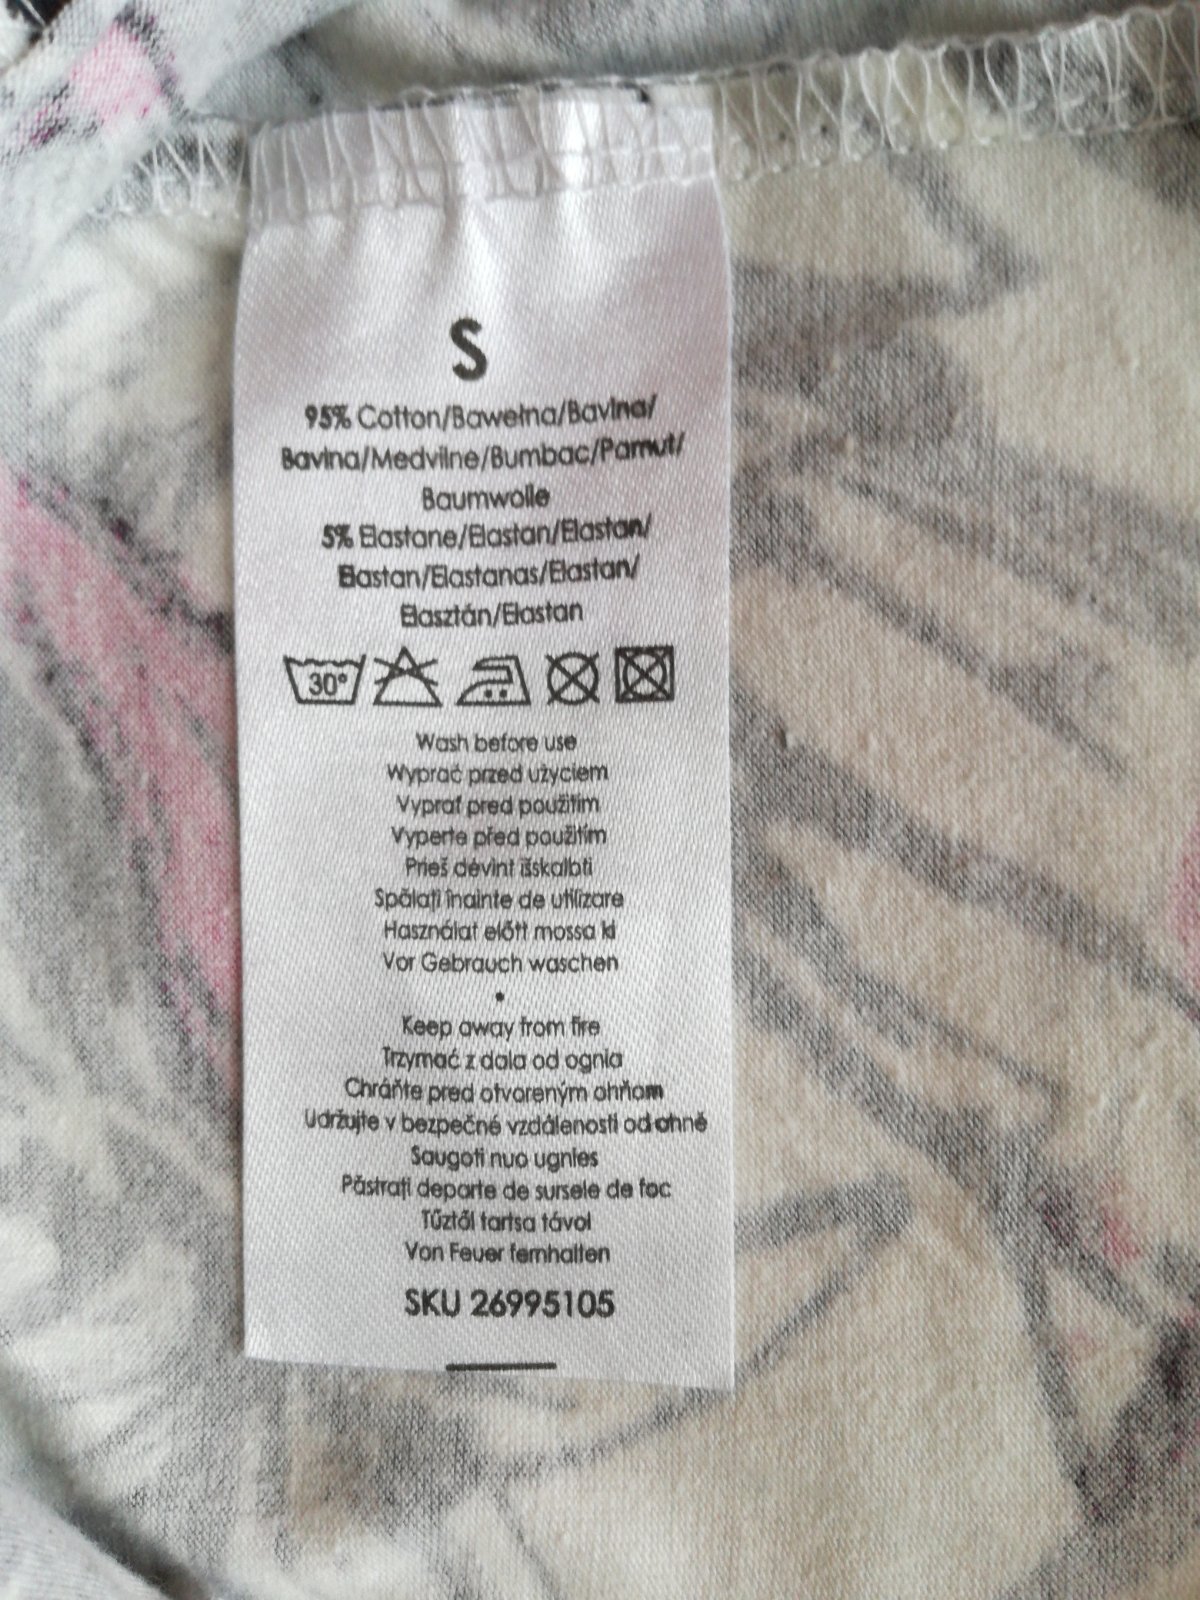 S
95% Cotton/Bawełna/Bavlna/
Bavlna/Medvilnė/Bumbac/Pamut/
Baumwolle
5% Elastane/Elastan/Elastan/
Elastan/Elastanas/Elastan/
Elasztán/Elastan
30°
Wash before use
Wyprać przed użyciem
Vyprať pred použitím
Vyperte před použitím
Prieš dėvint išskalbti
Spălați înainte de utilizare
Használat előtt mossa ki
Vor Gebrauch waschen
•
Keep away from fire
Trzymać z dala od ognia
Chráňte pred otvoreným ohňom
Udržujte v bezpečné vzdálenosti od ohně
Saugoti nuo ugnies
Păstrați departe de sursele de foc
Tűztől tartsa távol
Von Feuer fernhalten
SKU 26995105